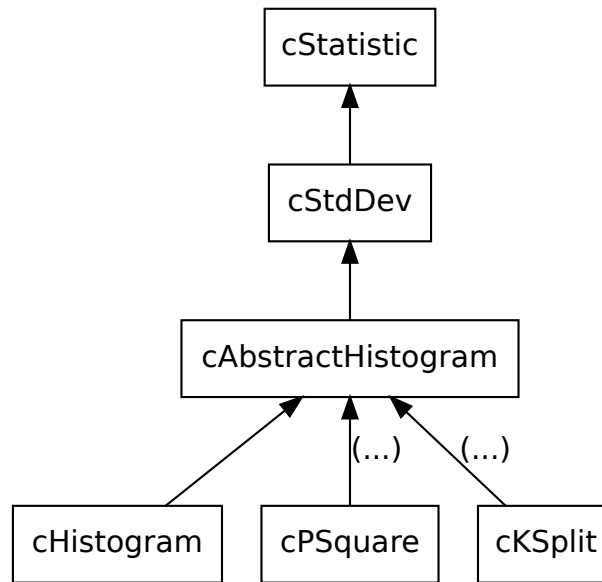 cStatistic
cStdDev
cAbstractHistogram
(...) (...)
cHistogram cPSquare cKSplit